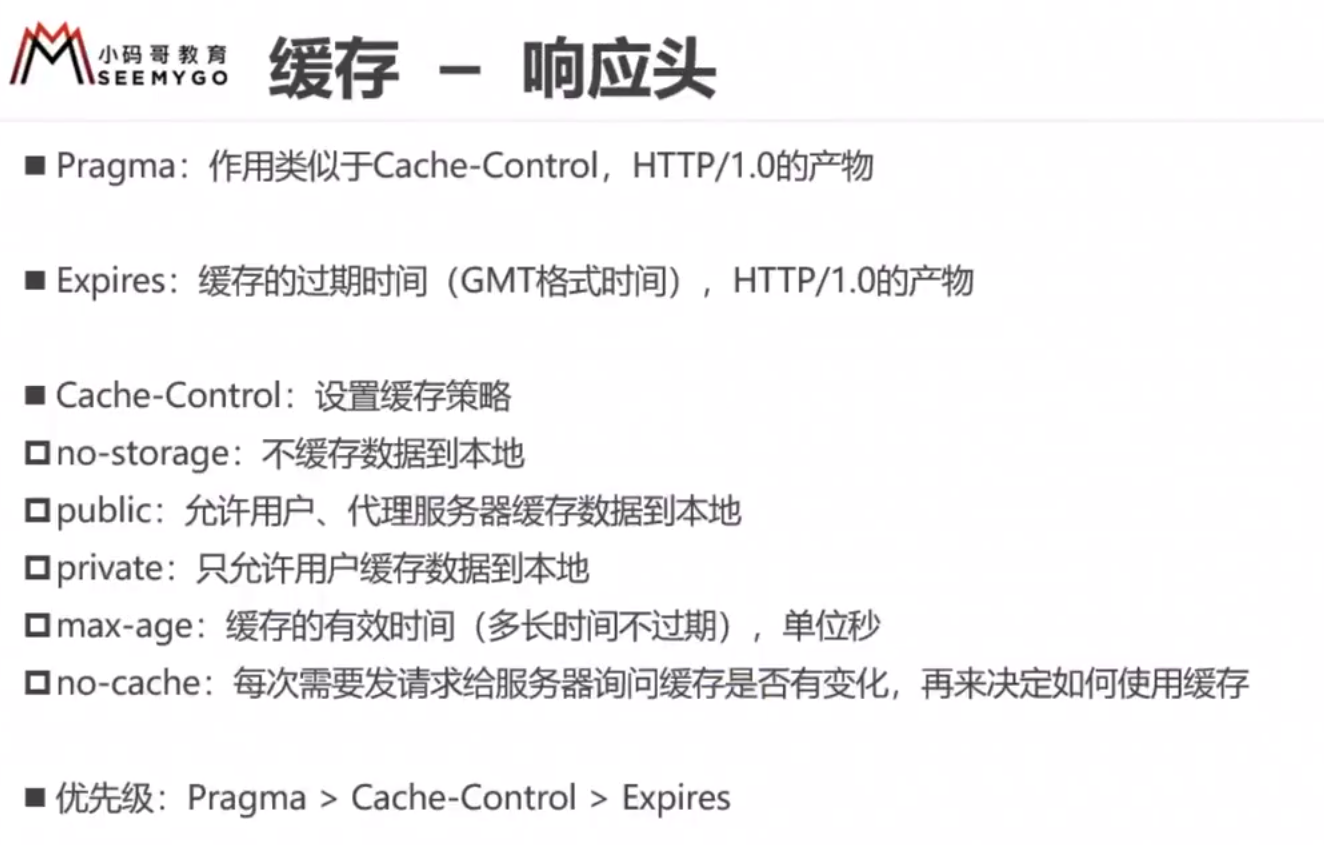 小码哥教育
SEEMYGO
缓存 － 响应头
■ Pragma：作用类似于Cache-Control，HTTP/1.0的产物
■ Expires：缓存的过期时间（GMT格式时间），HTTP/1.0的产物
■ Cache-Control：设置缓存策略
no-storage：不缓存数据到本地
public：允许用户、代理服务器缓存数据到本地
private：只允许用户缓存数据到本地
max-age：缓存的有效时间（多长时间不过期），单位秒
no-cache：每次需要发请求给服务器询问缓存是否有变化，再来决定如何使用缓存
■ 优先级：Pragma > Cache-Control > Expires